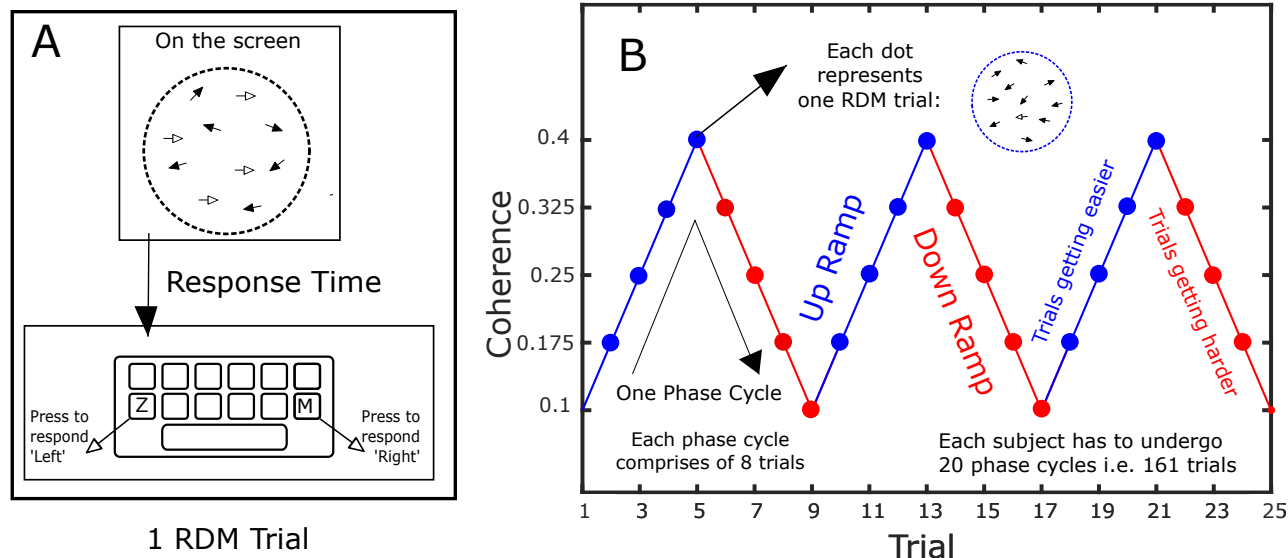 A
On the screen
Response Time
Z
M
Press to
respond
'Left'
Press to
respond
'Right'
1 RDM Trial
B
Each dot
represents
one RDM trial:
Coherence
0.4
0.325
0.25
0.175
0.1
Up Ramp
Down Ramp
Trials getting easier
Trials getting harder
One Phase Cycle
Each phase cycle
comprises of 8 trials
Each subject has to undergo
20 phase cycles i.e. 161 trials
1 3 5 7 9 11 13 15 17 19 21 23 25
Trial